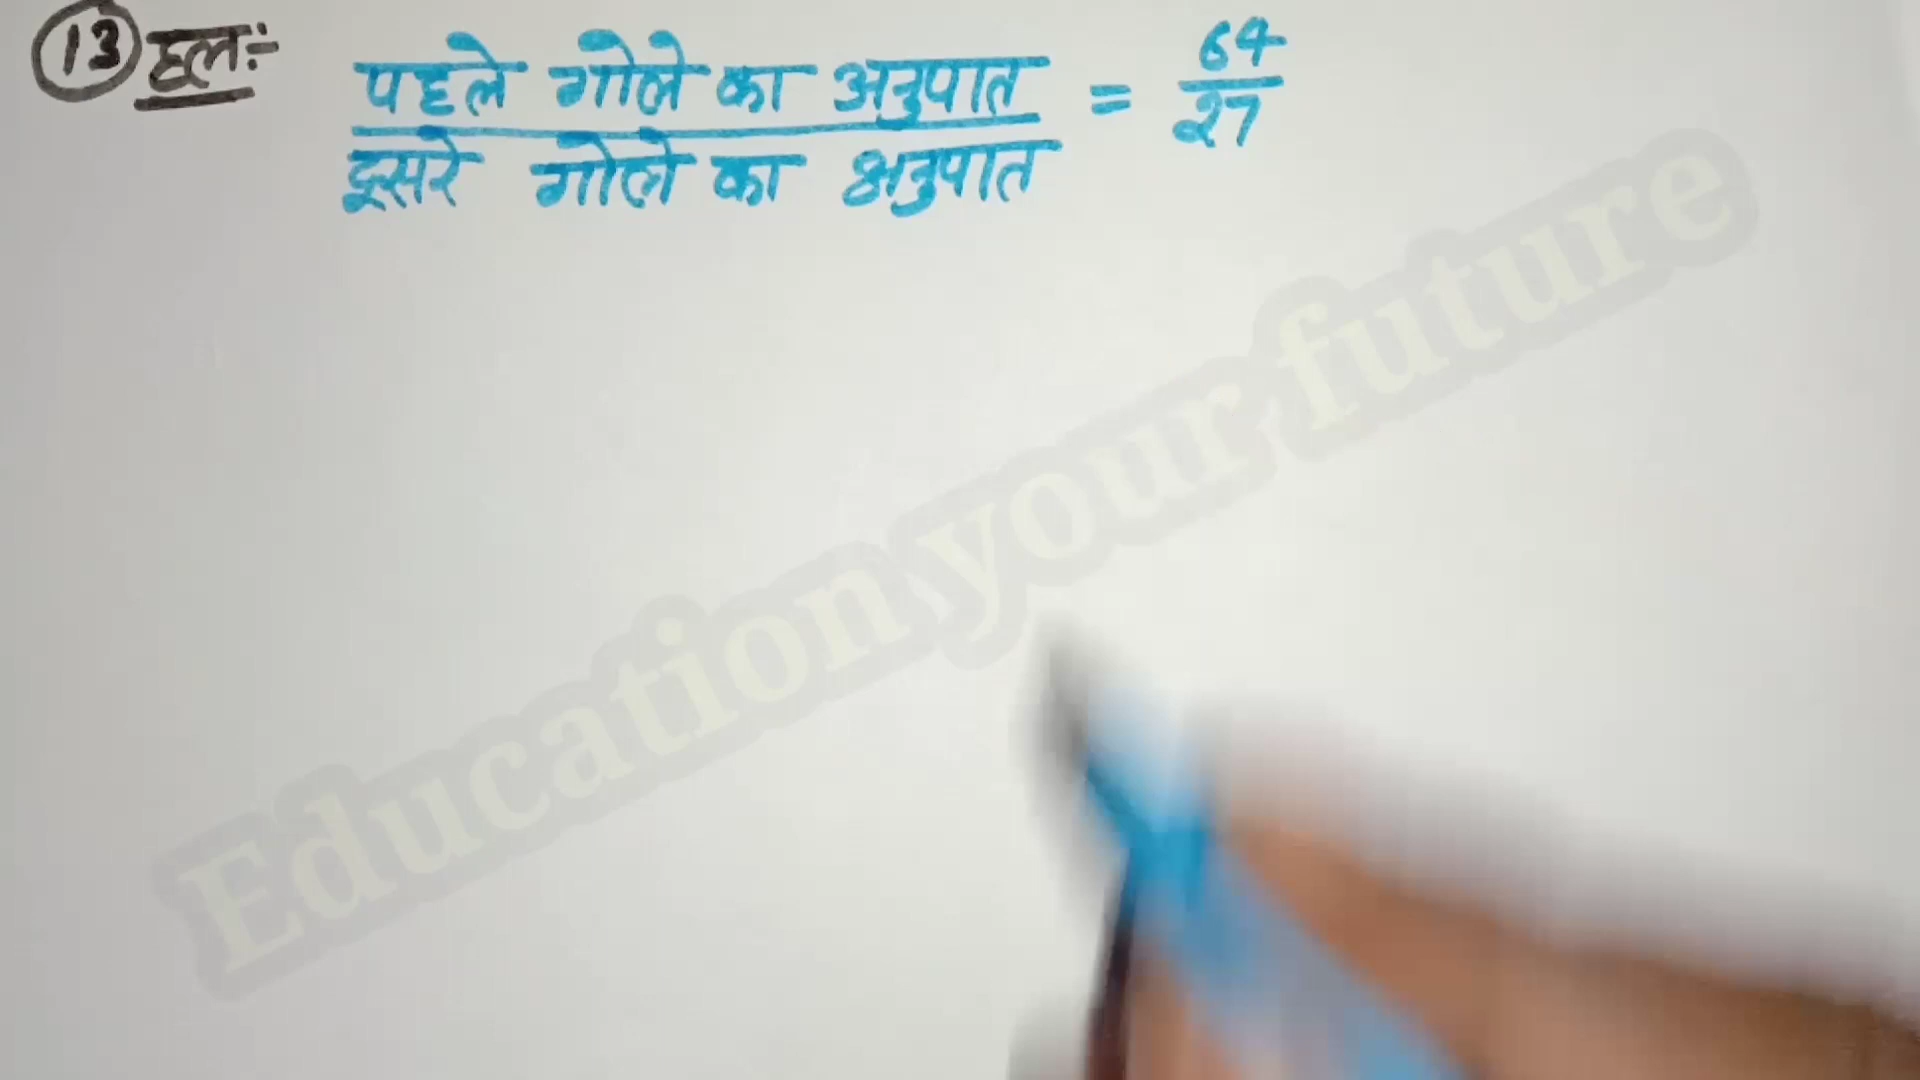 13 हलः-
पहले गोले का अनुपात / दूसरे गोले का अनुपात = 64 / 27
Education your future